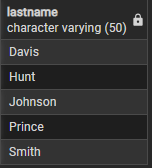 lastname
character varying (50)
Davis
Hunt
Johnson
Prince
Smith